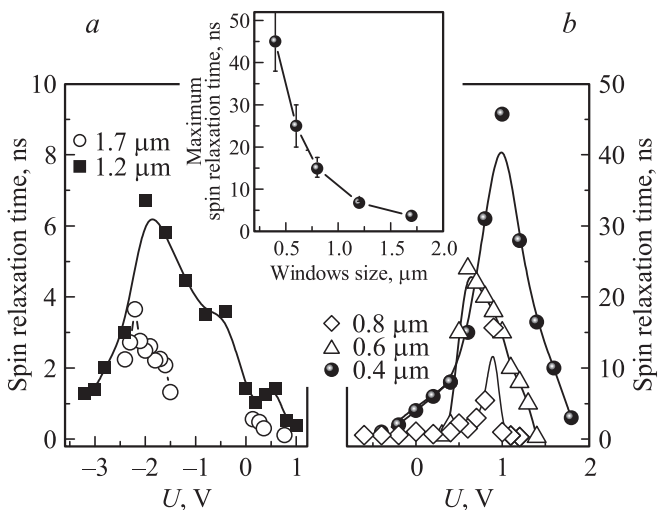 a
b
50
40
30
20
10
0
Maximum
spin relaxation time, ns
0.5
1.0
1.5
2.0
Windows size, μm
10
8
6
4
2
0
Spin relaxation time, ns
1.7 μm
1.2 μm
–3
–2
–1
0
1
U, V
0.8 μm
0.6 μm
0.4 μm
0
1
2
U, V
50
40
30
20
10
0
Spin relaxation time, ns